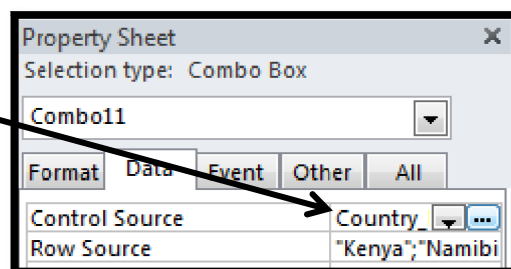 Property Sheet
Selection type: Combo Box
Combo11
Format Data Event Other All
Control Source Country_
Row Source "Kenya";"Namibi